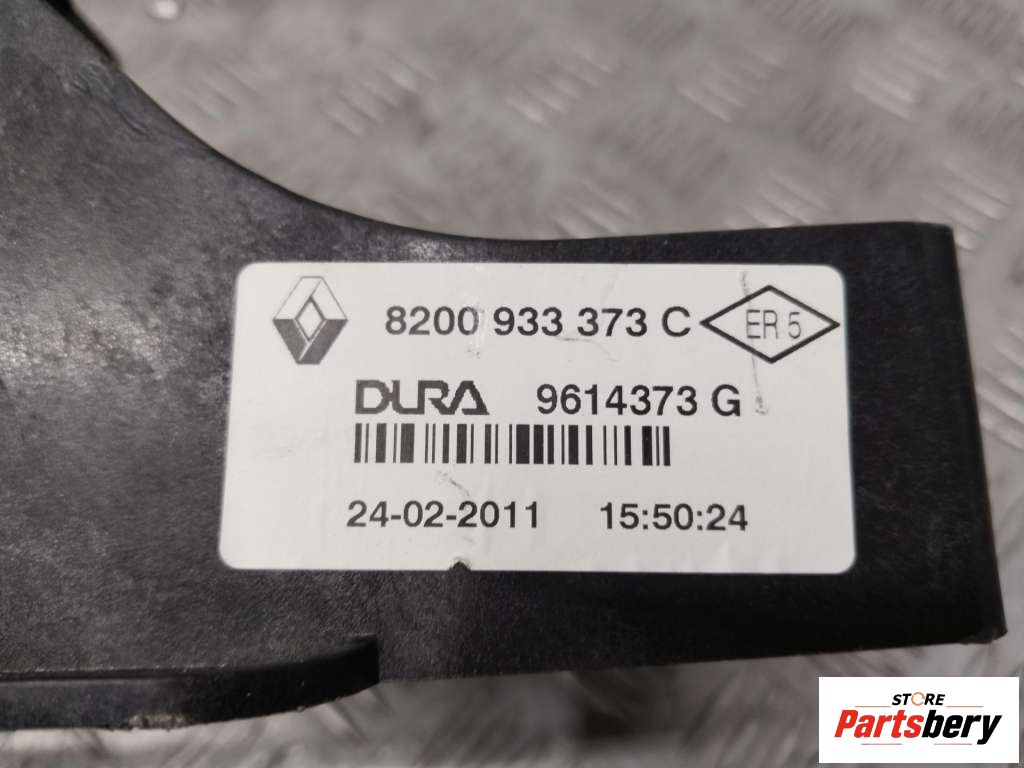 8200 933 373 C ER 5
DURA 9614373 G
24-02-2011 15:50:24
STORE
Partsbery